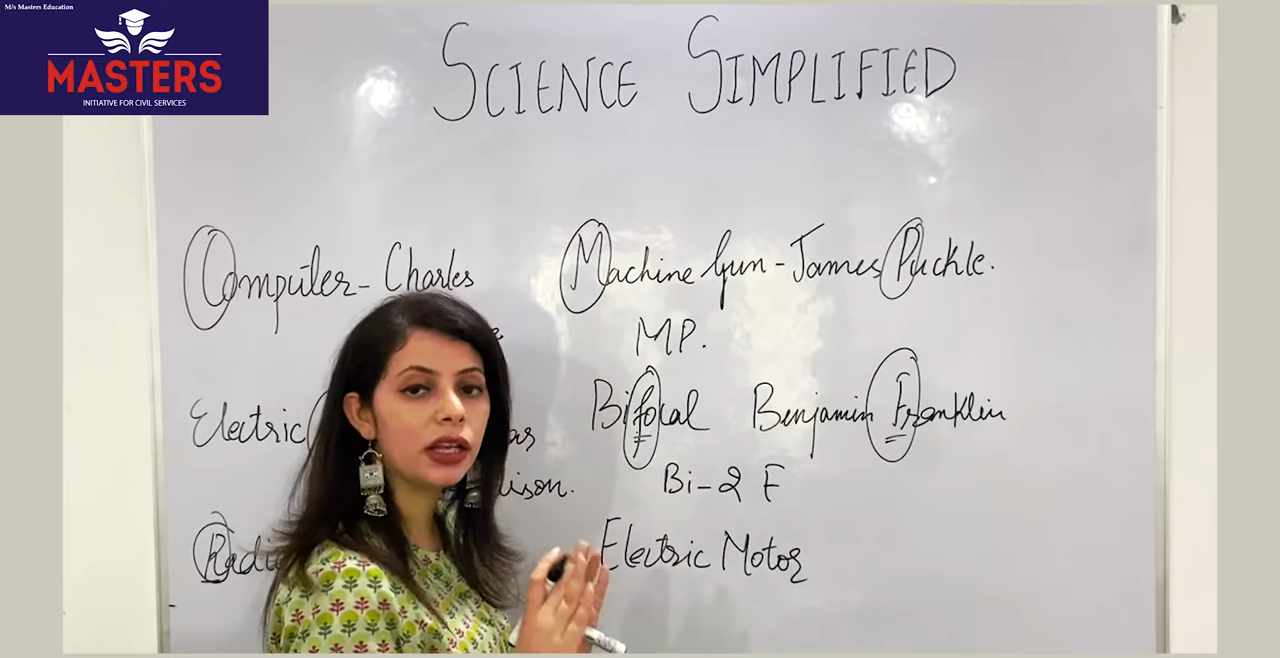 M/s Masters Education
MASTERS
INITIATIVE FOR CIVIL SERVICES
SCIENCE SIMPLIFIED
Computer - Charles
Machine Gun - James Puckle.
MP.
Electric
Bifocal Benjamin Franklin
Bi - 2 F
Electric Motor